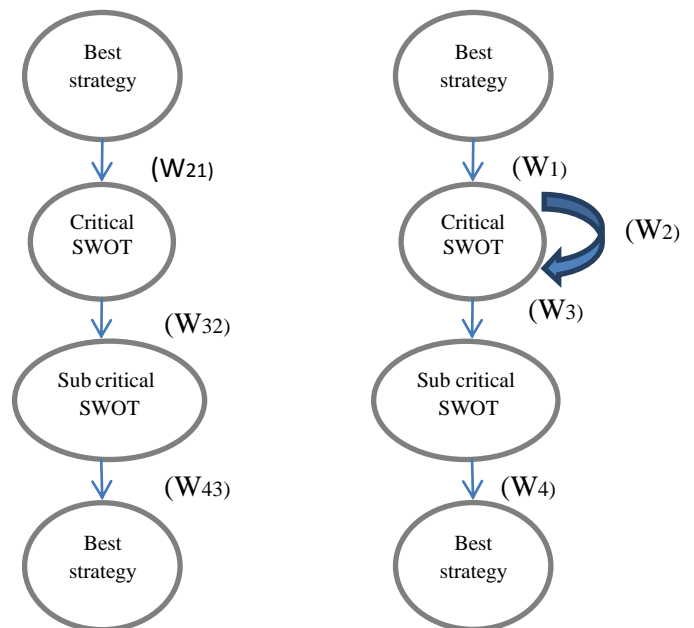 Best
strategy
(W21)
Critical
SWOT
(W32)
Sub critical
SWOT
(W43)
Best
strategy
Best
strategy
(W1)
Critical
SWOT
(W2)
(W3)
Sub critical
SWOT
(W4)
Best
strategy